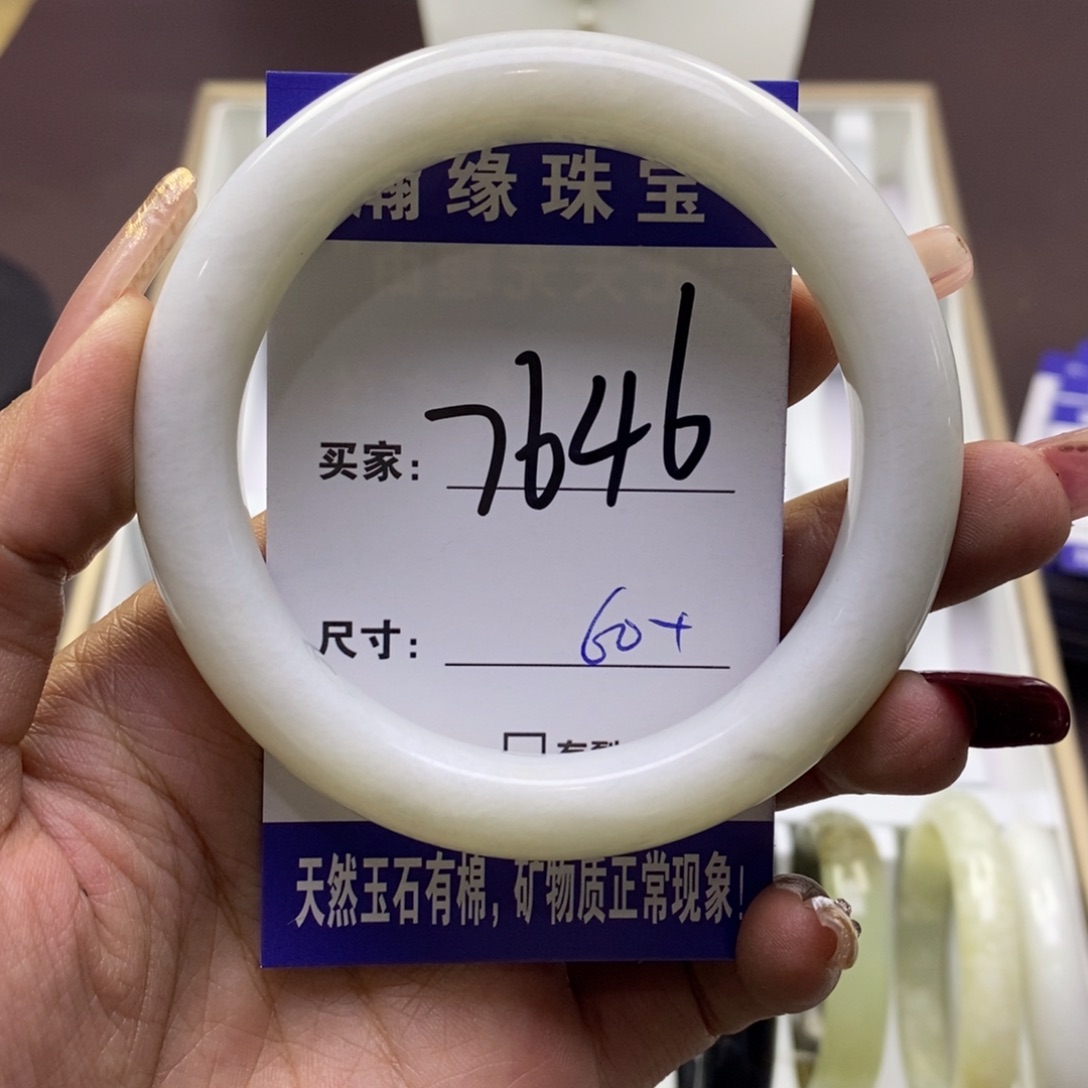 瀚缘珠宝
买家: 7646
尺寸: 60+
天然玉石有棉, 矿物质正常现象!